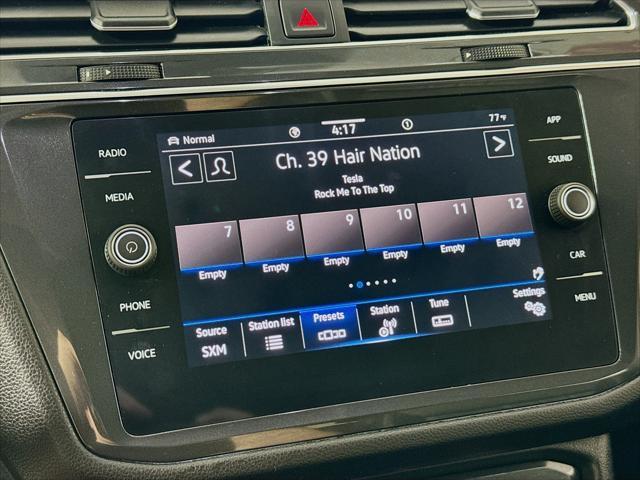 Normal
4:17
77°F
RADIO
MEDIA
PHONE
VOICE
APP
SOUND
CAR
MENU
Ch. 39 Hair Nation
Tesla
Rock Me To The Top
7 8 9 10 11 12
Empty Empty Empty Empty Empty Empty
Source
SXM
Station list
Presets
Station
Tune
Settings